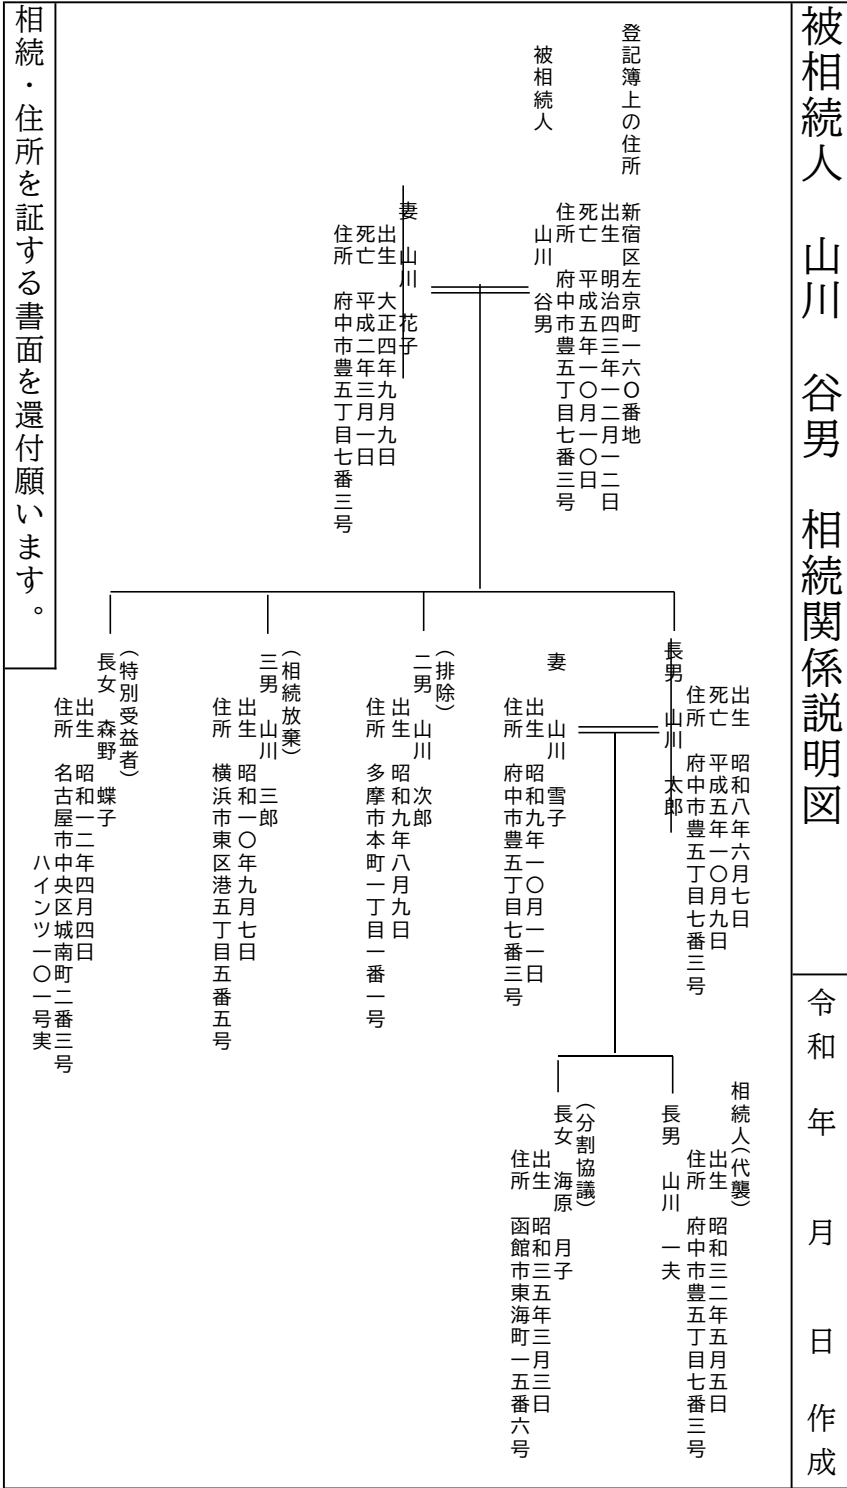 被相続人 山川 谷男 相続関係説明図
令和 年 月 日 作成
登記簿上の住所 新宿区左京町一六〇番地
出生 明治四三年一二月一二日
死亡 平成五年一〇月一〇日
住所 府中市豊五丁目七番三号
被相続人 山川 谷男
妻 山川 花子
出生 大正四年九月九日
死亡 平成二年三月一日
住所 府中市豊五丁目七番三号
出生 昭和八年六月七日
死亡 平成五年一〇月九日
住所 府中市豊五丁目七番三号
長男 山川 太郎
妻 山川 雪子
出生 昭和九年一〇月一一日
住所 府中市豊五丁目七番三号
(排除)
二男 山川 次郎
出生 昭和九年八月九日
住所 多摩市本町一丁目一番一号
(相続放棄)
三男 山川 三郎
出生 昭和一〇年九月七日
住所 横浜市東区港五丁目五番五号
(特別受益者)
長女 森野 蝶子
出生 昭和一二年四月四日
住所 名古屋市中央区城南町二番三号
ハインツ一〇一号実
相続人(代襲)
出生 昭和三二年五月五日
住所 府中市豊五丁目七番三号
長男 山川 一夫
(分割協議)
長女 海原 月子
出生 昭和三五年三月三日
住所 函館市東海町一五番六号
相続・住所を証する書面を還付願います。